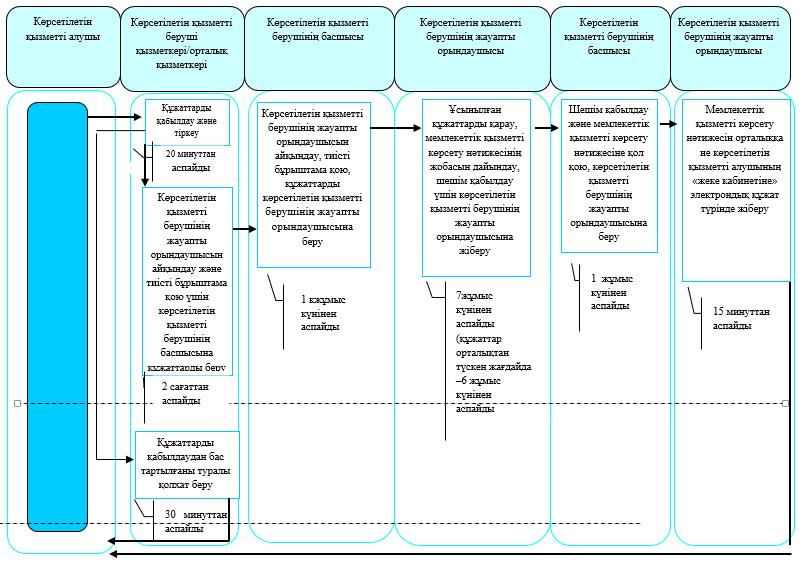 Көрсетілетін
қызметті алушы
Көрсетілетін қызметті
беруші
қызметкері/орталық
қызметкері
Көрсетілетін қызметті
берушінің басшысы
Көрсетілетін қызметті
берушінің жауапты
орындаушысы
Көрсетілетін
қызметті берушінің
басшысы
Көрсетілетін қызметті
берушінің жауапты
орындаушысы
Құжаттарды
қабылдау және
тіркеу
20 минуттан
аспайды
Көрсетілетін
қызметті
берушінің
жауапты
орындаушысын
айқындау және
тиісті бұрыштама
қою үшін
көрсетілетін
қызметті
берушінің
басшысына
құжаттарды беру
2 сағаттан
аспайды
Құжаттарды
қабылдаудан бас
тартылғаны туралы
қолхат беру
30 минуттан
аспайды
Көрсетілетін қызметті
берушінің жауапты
орындаушысын
айқындау, тиісті
бұрыштама қою,
құжаттарды
көрсетілетін қызметті
берушінің жауапты
орындаушысына
беру
1 кжұмыс
күнінен
аспайды
Ұсынылған
құжаттарды қарау,
мемлекеттік қызметті
көрсету нәтижесінің
жобасын дайындау,
шешім қабылдау
үшін көрсетілетін
қызметті берушінің
жауапты
орындаушысына
жіберу
7жұмыс
күнінен
аспайды
(құжаттар
орталықтан
түскен жағдайда
–6 жұмыс
күнінен
аспайды
Шешім қабылдау
және мемлекеттік
қызметті көрсету
нәтижесіне қол
қою, көрсетілетін
қызметті
берушінің
жауапты
орындаушысына
беру
1 жұмыс
күнінен
аспайды
Мемлекеттік
қызметті көрсету
нәтижесін орталыққа
не көрсетілетін
қызметті алушының
«жеке кабинетіне»
электрондық құжат
түрінде жіберу
15 минуттан
аспайды